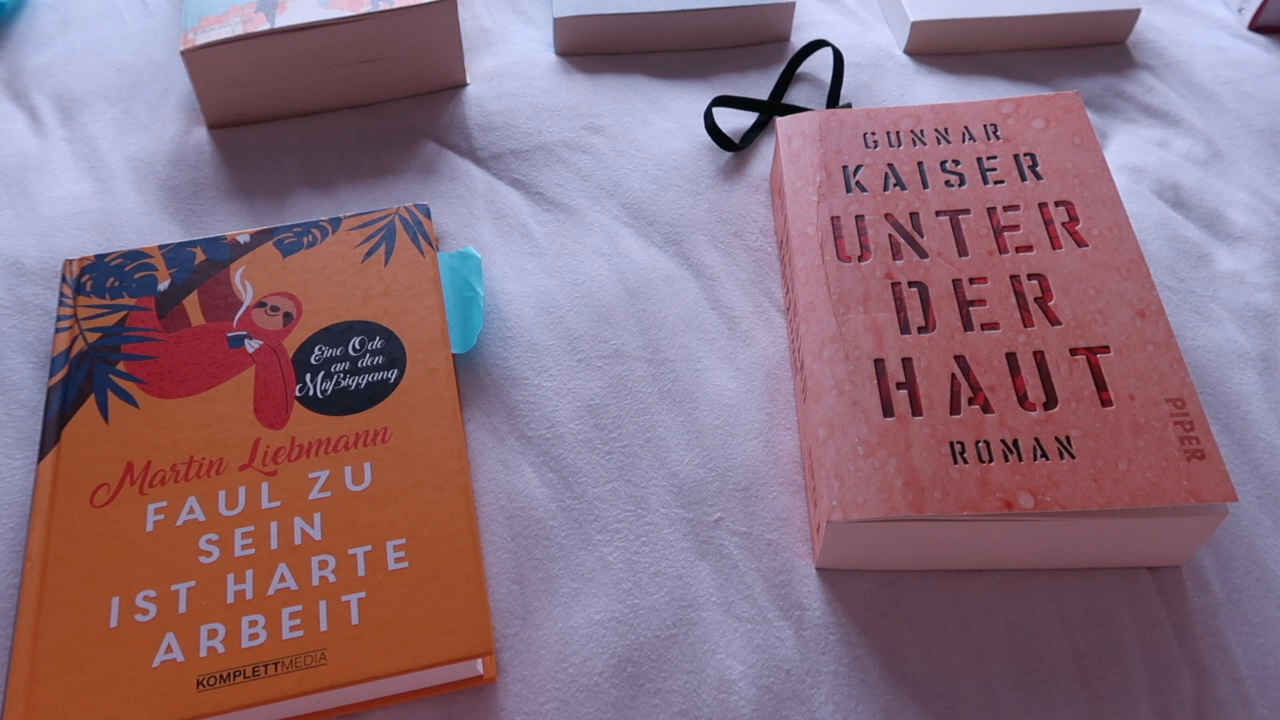 Eine Ode
an den
Müßiggang
Martin Liebmann
FAUL ZU
SEIN
IST HARTE
ARBEIT
KOMPLETTMEDIA
GUNNAR
KAISER
UNTER
DER
HAUT
ROMAN
PIPER